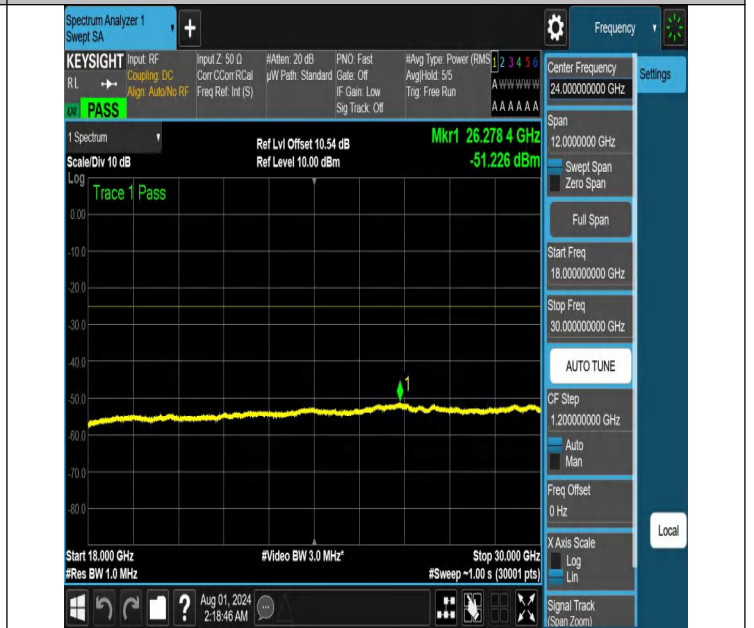 Spectrum Analyzer 1
Swept SA
+
Frequency
KEYSIGHT
RL
PASS
Input: RF
Coupling: DC
Align: Auto/No RF
Input Z: 50 Ω
Corr CCorr RCal
Freq Ref: Int (S)
#Atten: 20 dB
µW Path: Standard
PNO: Fast
Gate: Off
IF Gain: Low
Sig Track: Off
#Avg Type: Power (RMS
Avg|Hold: 5/5
Trig: Free Run
1 2 3 4 5 6
A W W W W W
A A A A A A
1 Spectrum
Scale/Div 10 dB
Ref Lvl Offset 10.54 dB
Ref Level 10.00 dBm
Mkr1 26.278 4 GHz
-51.226 dBm
Log
Trace 1 Pass
0.00
-10.0
-20.0
-30.0
-40.0
-50.0
-60.0
-70.0
-80.0
1
Start 18.000 GHz
#Res BW 1.0 MHz
#Video BW 3.0 MHz*
Stop 30.000 GHz
#Sweep ~1.00 s (30001 pts)
Aug 01, 2024
2:18:46 AM
Center Frequency
24.000000000 GHz
Settings
Span
12.0000000 GHz
Swept Span
Zero Span
Full Span
Start Freq
18.000000000 GHz
Stop Freq
30.000000000 GHz
AUTO TUNE
CF Step
1.200000000 GHz
Auto
Man
Freq Offset
0 Hz
X Axis Scale
Log
Lin
Local
Signal Track
(Span Zoom)